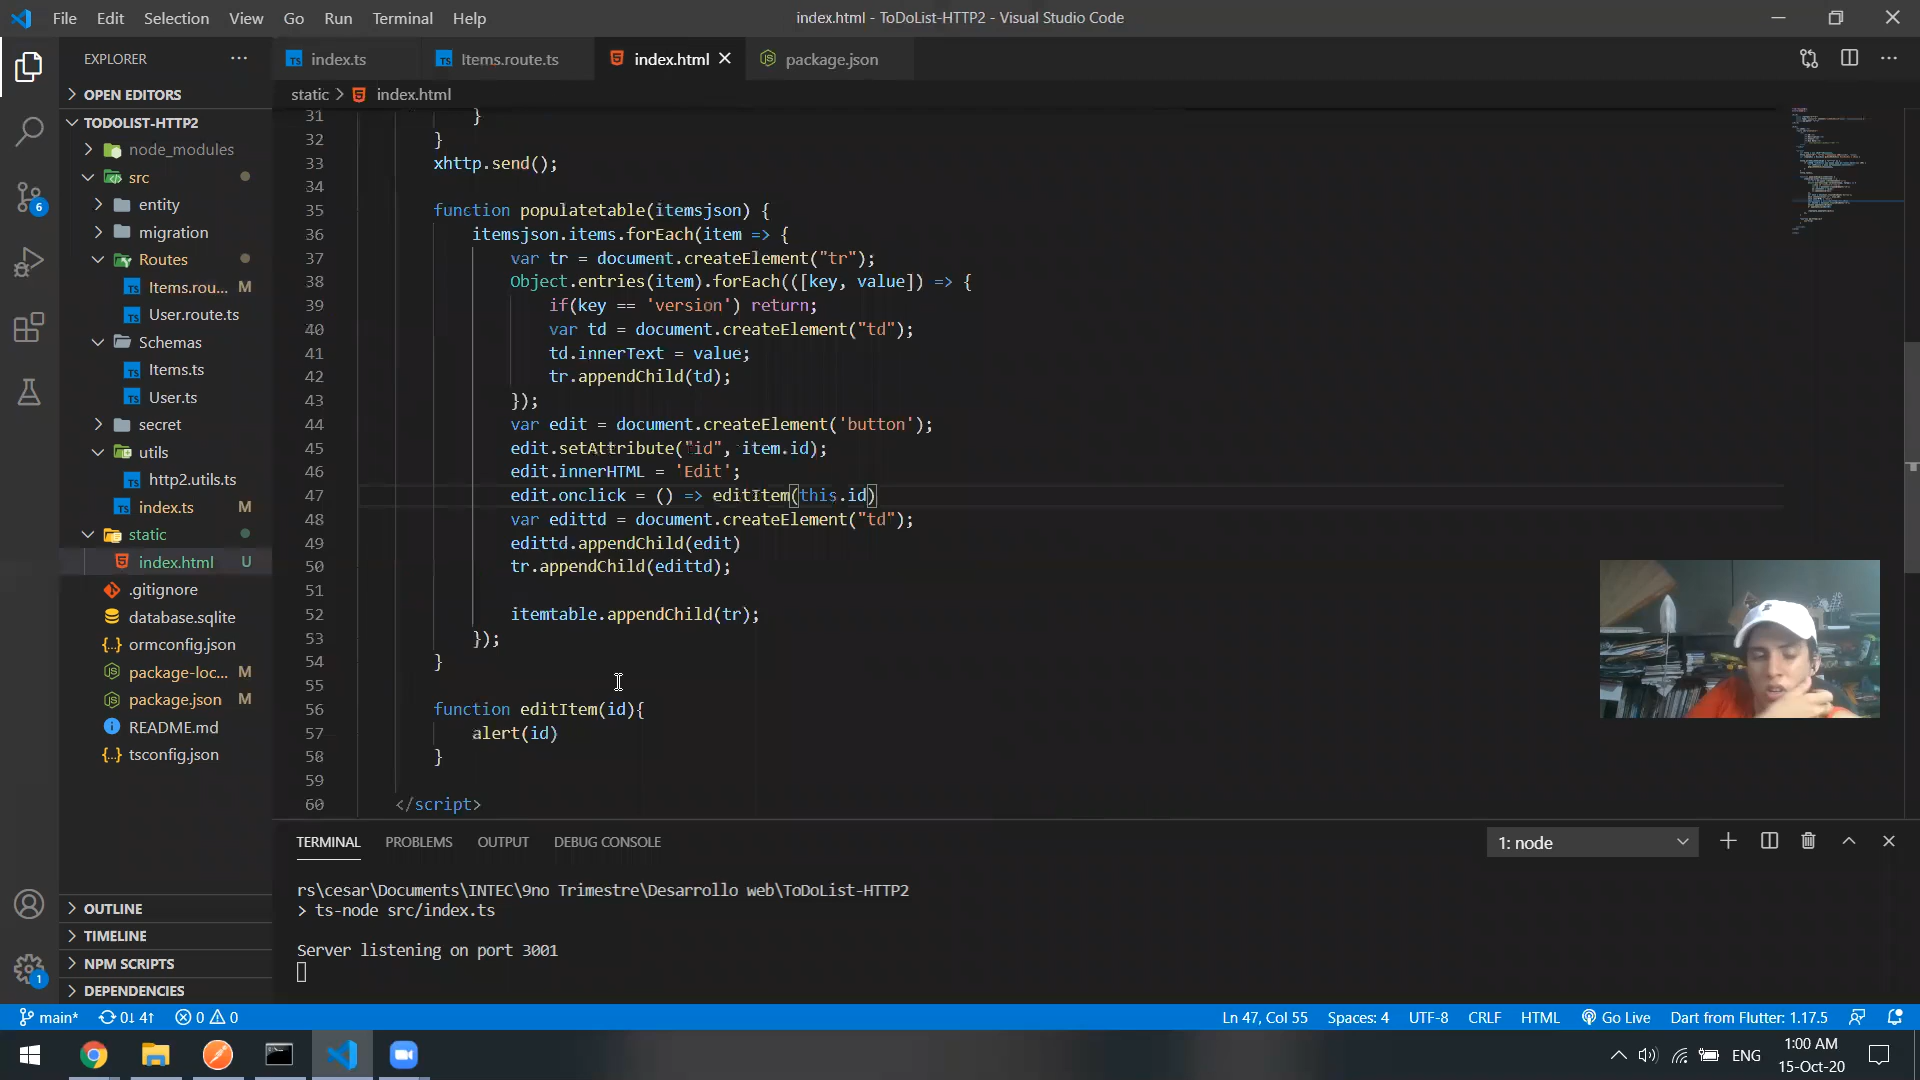 File Edit Selection View Go Run Terminal Help
index.html - ToDoList-HTTP2 - Visual Studio Code
EXPLORER
OPEN EDITORS
TODOLIST-HTTP2
node_modules
src
entity
migration
Routes
Items.rou... M
User.route.ts
Schemas
Items.ts
User.ts
secret
utils
http2.utils.ts
index.ts M
static
index.html U
.gitignore
database.sqlite
ormconfig.json
package-loc... M
package.json M
README.md
tsconfig.json
OUTLINE
TIMELINE
NPM SCRIPTS
DEPENDENCIES
6
1
index.ts Items.route.ts index.html package.json
static > index.html
31 }
32 }
33 xhttp.send();
34
35 function populatetable(itemsjson) {
36 itemsjson.items.forEach(item => {
37 var tr = document.createElement("tr");
38 Object.entries(item).forEach(([key, value]) => {
39 if(key == 'version') return;
40 var td = document.createElement("td");
41 td.innerText = value;
42 tr.appendChild(td);
43 });
44 var edit = document.createElement('button');
45 edit.setAttribute("id", item.id);
46 edit.innerHTML = 'Edit';
47 edit.onclick = () => editItem(this.id)
48 var edittd = document.createElement("td");
49 edittd.appendChild(edit)
50 tr.appendChild(edittd);
51
52 itemtable.appendChild(tr);
53 });
54 }
55
56 function editItem(id){
57 alert(id)
58 }
59
60 </script>
TERMINAL PROBLEMS OUTPUT DEBUG CONSOLE
1: node
rs\cesar\Documents\INTEC\9no Trimestre\Desarrollo web\ToDoList-HTTP2
> ts-node src/index.ts
Server listening on port 3001
main* 0↓ 4↑ 0 0
Ln 47, Col 55 Spaces: 4 UTF-8 CRLF HTML Go Live Dart from Flutter: 1.17.5
ENG
1:00 AM
15-Oct-20